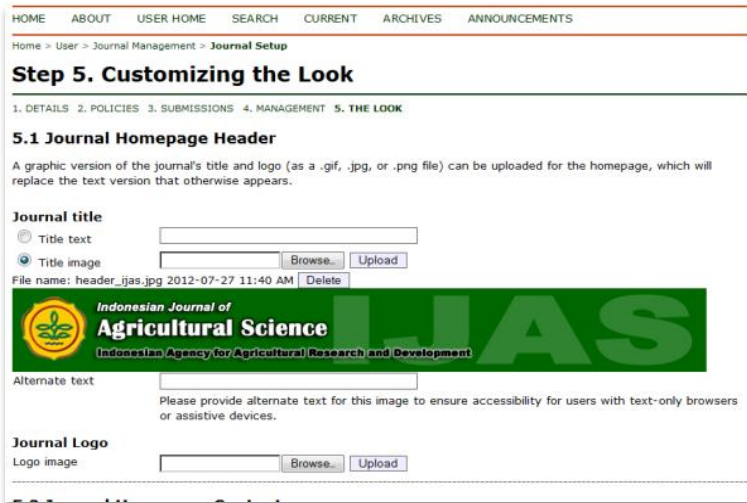 HOME ABOUT USER HOME SEARCH CURRENT ARCHIVES ANNOUNCEMENTS
Home > User > Journal Management > Journal Setup
Step 5. Customizing the Look
1. DETAILS 2. POLICIES 3. SUBMISSIONS 4. MANAGEMENT 5. THE LOOK
5.1 Journal Homepage Header
A graphic version of the journal's title and logo (as a .gif, .jpg, or .png file) can be uploaded for the homepage, which will
replace the text version that otherwise appears.
Journal title
Title text
Title image Browse.. Upload
File name: header_ijas.jpg 2012-07-27 11:40 AM Delete
Indonesian Journal of
Agricultural Science
Indonesian Agency for Agricultural Research and Development
IJAS
Alternate text
Please provide alternate text for this image to ensure accessibility for users with text-only browsers
or assistive devices.
Journal Logo
Logo image Browse.. Upload